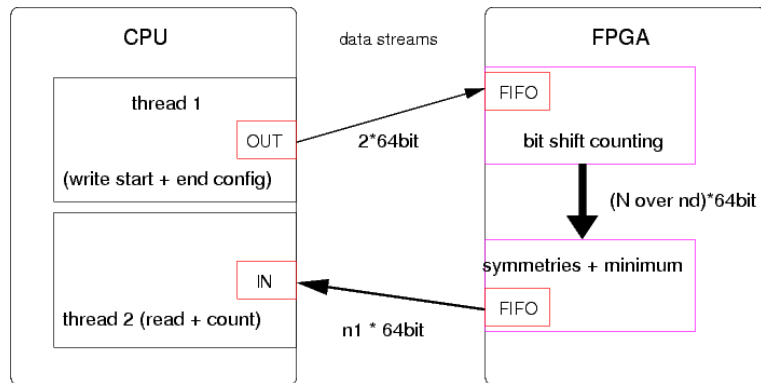 CPU
data streams
FPGA
thread 1
FIFO
OUT
2*64bit
bit shift counting
(write start + end config)
(N over nd)*64bit
symmetries + minimum
IN
thread 2 (read + count)
n1 * 64bit
FIFO